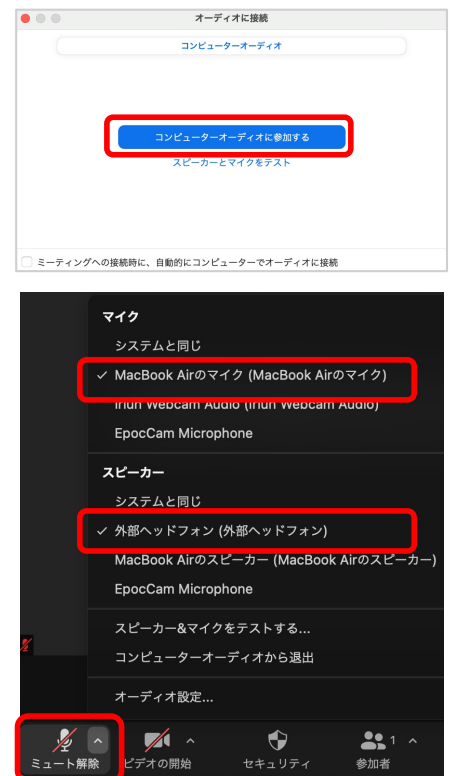 オーディオに接続
コンピューターオーディオ
コンピューターオーディオに参加する
スピーカーとマイクをテスト
ミーティングへの接続時に、自動的にコンピューターでオーディオに接続
マイク
システムと同じ
✓ MacBook Airのマイク (MacBook Airのマイク)
Iriun Webcam Audio (Iriun Webcam Audio)
EpocCam Microphone
スピーカー
システムと同じ
✓ 外部ヘッドフォン (外部ヘッドフォン)
MacBook Airのスピーカー (MacBook Airのスピーカー)
EpocCam Microphone
スピーカー&マイクをテストする...
コンピューターオーディオから退出
オーディオ設定...
1
ミュート解除 ビデオの開始 セキュリティ 参加者